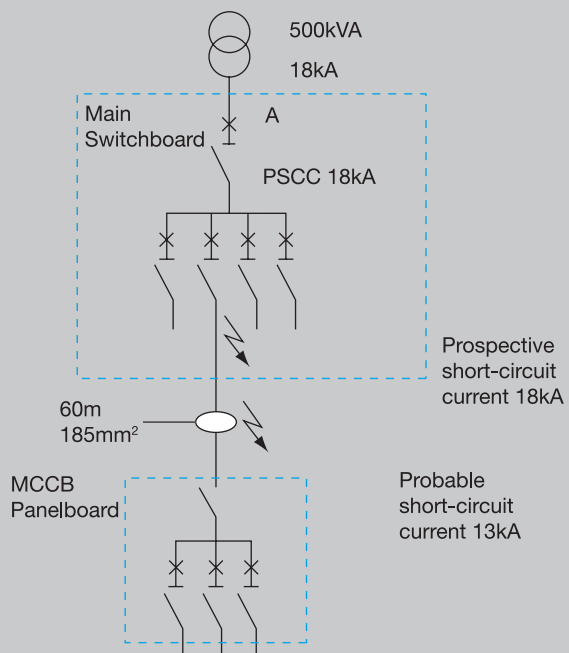 500kVA
18kA
Main
Switchboard
A
PSCC 18kA
Prospective
short-circuit
current 18kA
60m
185mm²
MCCB
Panelboard
Probable
short-circuit
current 13kA